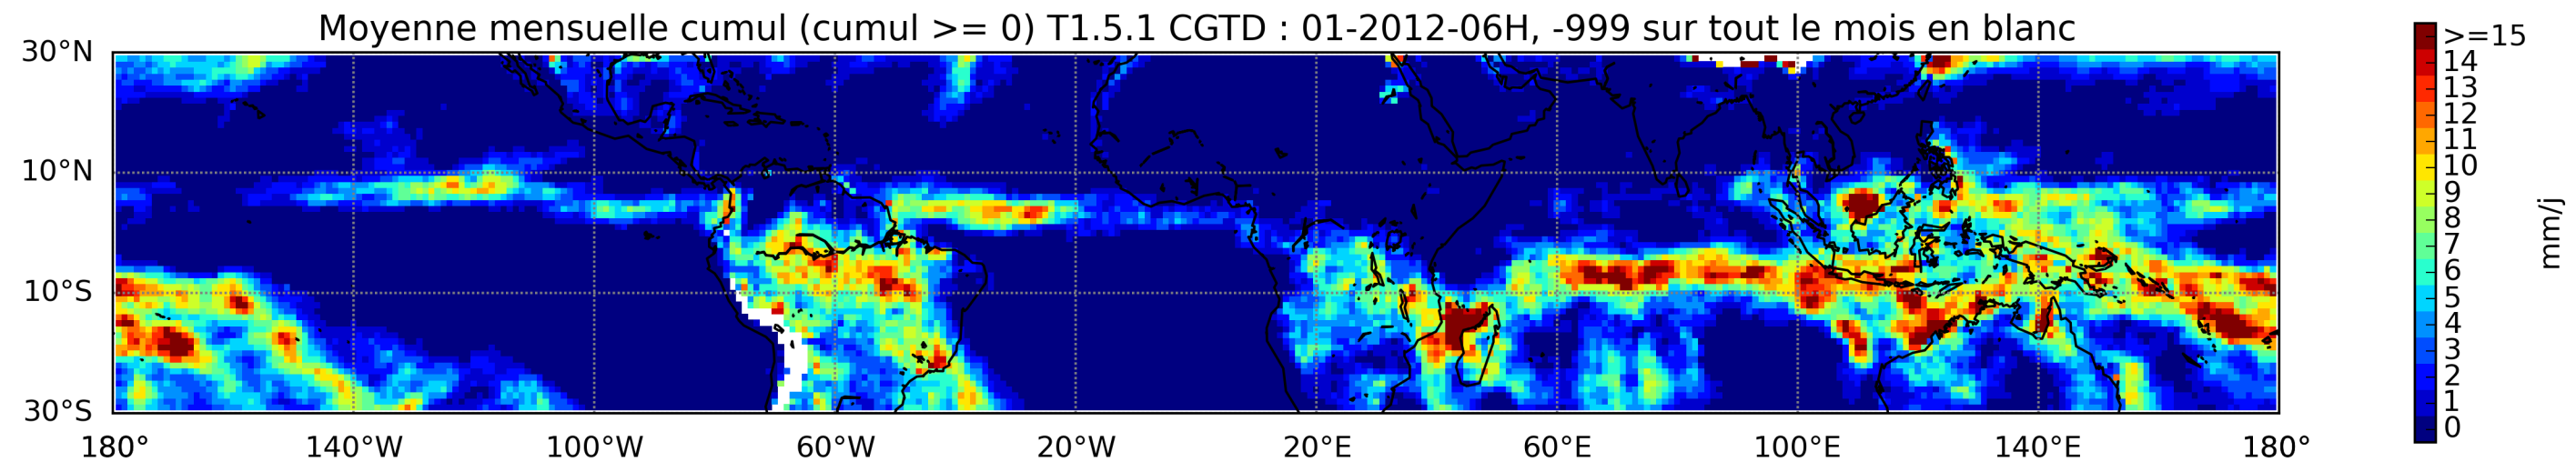 Moyenne mensuelle cumul (cumul >= 0) T1.5.1 CGTD : 01-2012-06H, -999 sur tout le mois en blanc
30°N
10°N
10°S
30°S
180°
140°W
100°W
60°W
20°W
20°E
60°E
100°E
140°E
180°
>=15
14
13
12
11
10
9
8
7
6
5
4
3
2
1
0
mm/j